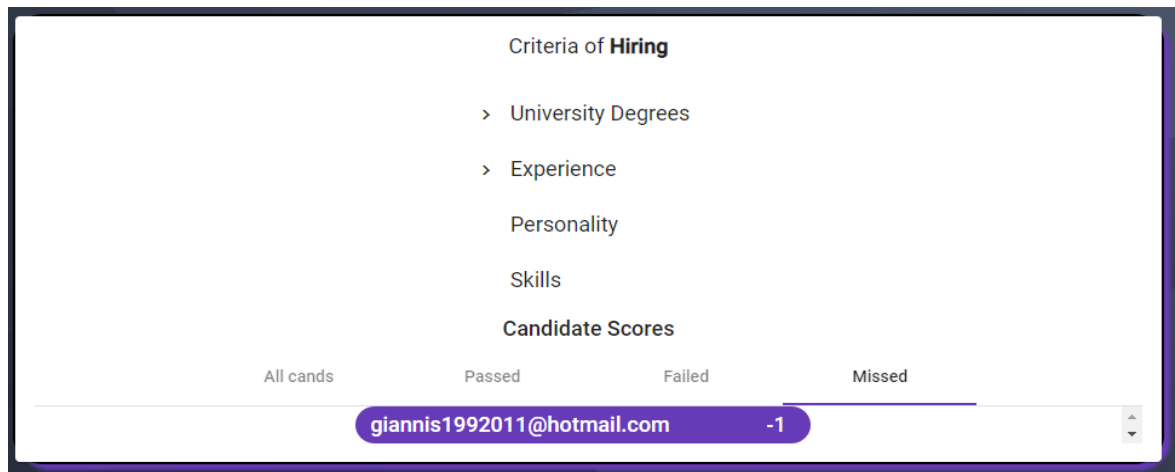 Criteria of Hiring
University Degrees
Experience
Personality
Skills
Candidate Scores
All cands Passed Failed Missed
giannis1992011@hotmail.com -1